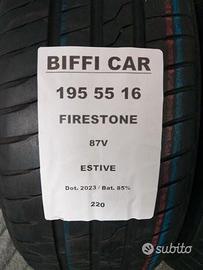 BIFFI CAR
195 55 16
FIRESTONE
87V
ESTIVE
Dot. 2023 / Bat. 85%
220
subito